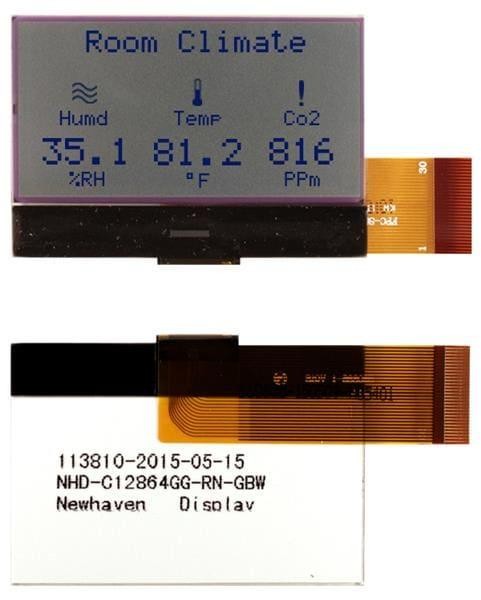 Room Climate
Humd Temp Co2
35.1 81.2 816
%RH °F PPm
30
1
113810-2015-05-15
NHD-C12864GG-RN-GBW
Newhaven Display